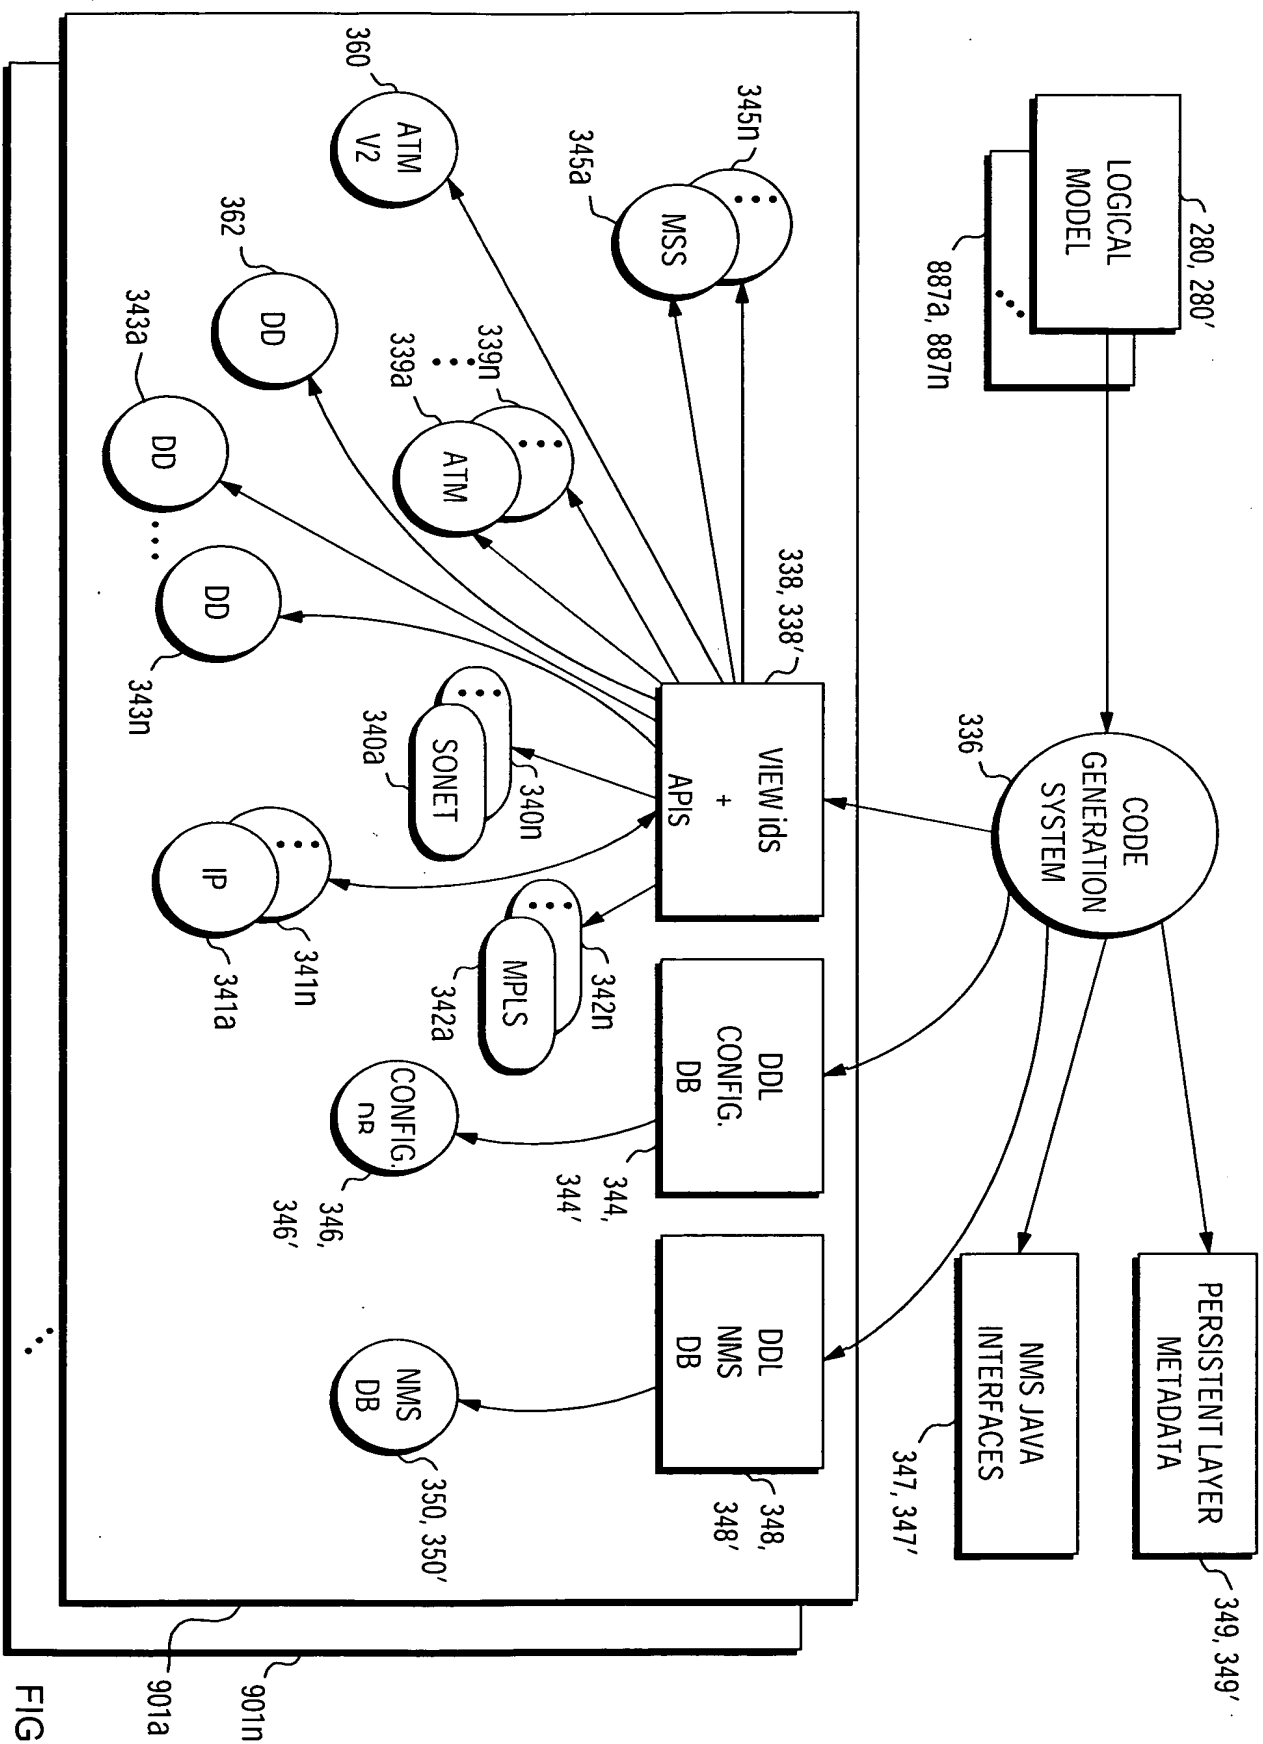 LOGICAL
MODEL
280, 280'
887a, 887n
CODE
GENERATION
SYSTEM
336
PERSISTENT LAYER
METADATA
349, 349'
NMS JAVA
INTERFACES
347, 347'
338, 338'
VIEW ids
+
APIs
DDL
CONFIG.
DB
344,
344'
DDL
NMS
DB
348,
348'
345n
345a
MSS
360
ATM
V2
362
DD
339n
339a
ATM
343a
DD
DD
343n
340n
SONET
340a
341n
IP
341a
342n
MPLS
342a
CONFIG.
DB
346,
346'
NMS
DB
350, 350'
901a
901n
FIG